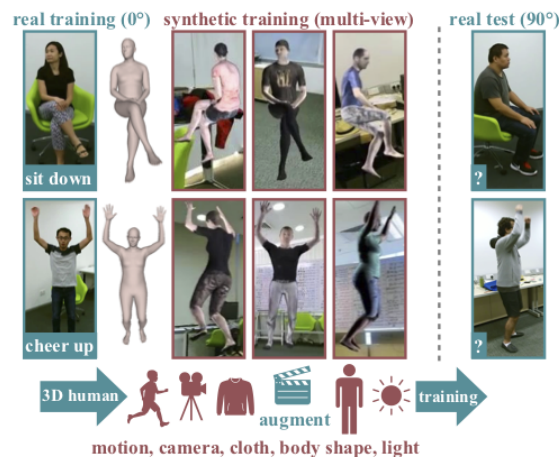 real training (0°) synthetic training (multi-view) real test (90°)
sit down
?
cheer up
?
3D human
augment
training
motion, camera, cloth, body shape, light